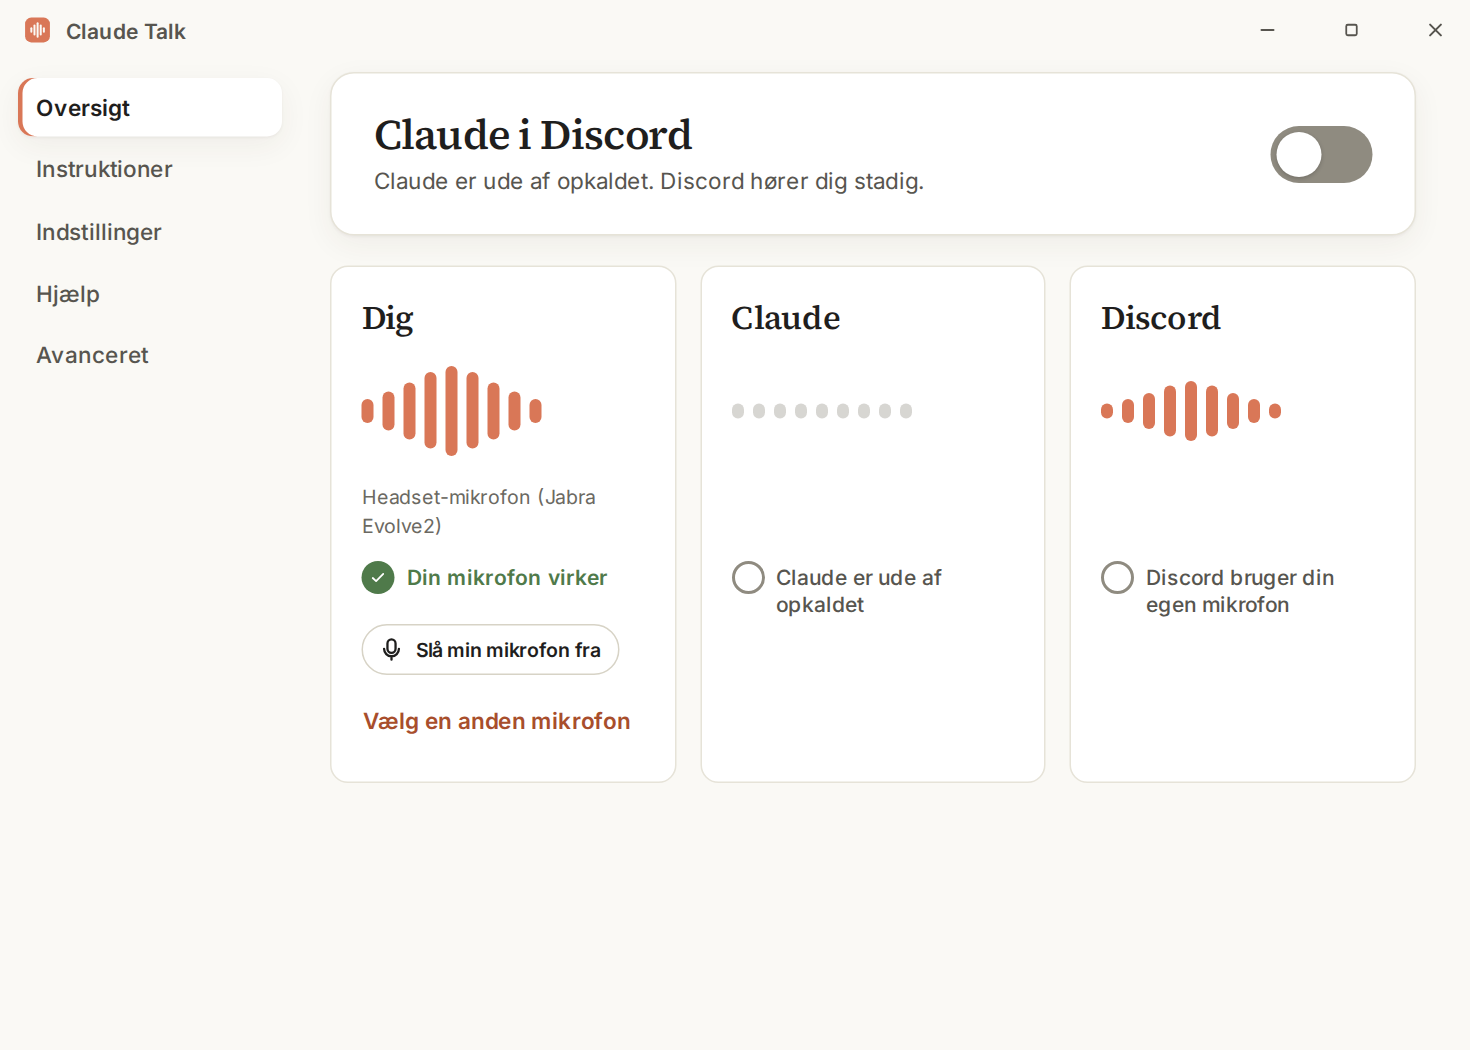 Claude Talk
Oversigt
Instruktioner
Indstillinger
Hjælp
Avanceret
Claude i Discord
Claude er ude af opkaldet. Discord hører dig stadig.
Dig
Headset-mikrofon (Jabra
Evolve2)
Din mikrofon virker
Slå min mikrofon fra
Vælg en anden mikrofon
Claude
Claude er ude af
opkaldet
Discord
Discord bruger din
egen mikrofon